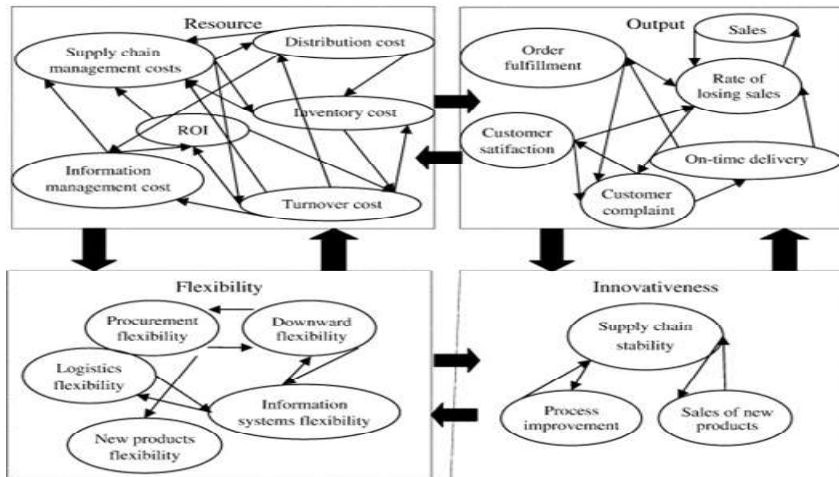 Resource
Supply chain
management costs
Distribution cost
Inventory cost
ROI
Information
management cost
Turnover cost
Output
Sales
Order
fulfillment
Rate of
losing sales
Customer
satifaction
On-time delivery
Customer
complaint
Flexibility
Procurement
flexibility
Downward
flexibility
Logistics
flexibility
Information
systems flexibility
New products
flexibility
Innovativeness
Supply chain
stability
Process
improvement
Sales of new
products